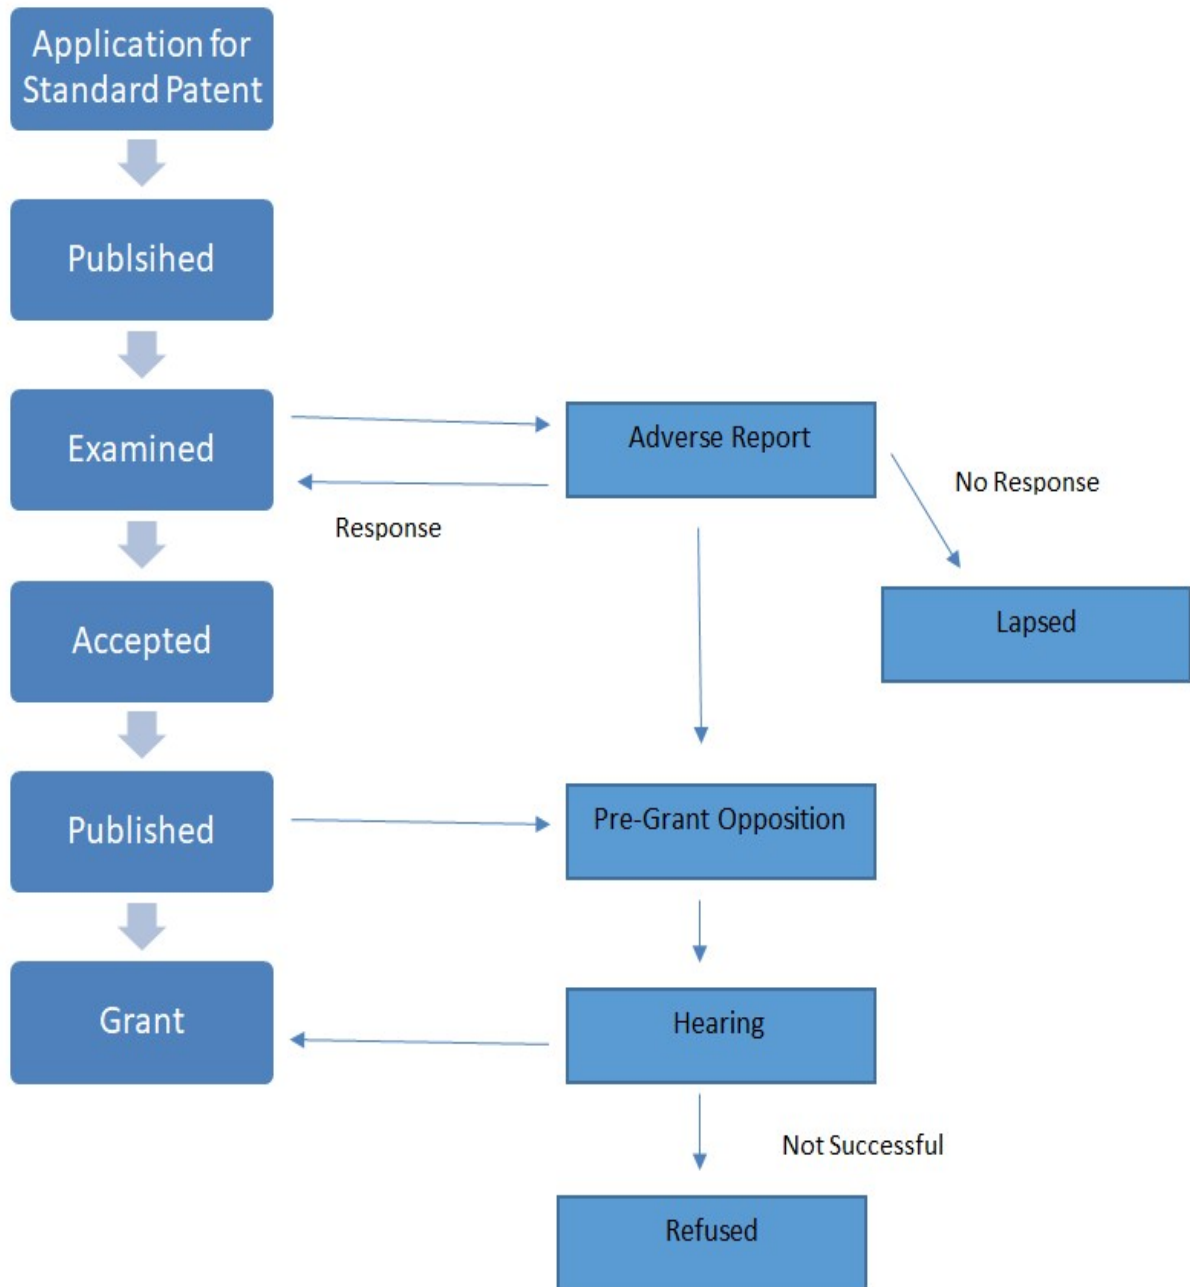 Application for
Standard Patent
Publsihed
Examined
Adverse Report
No Response
Response
Lapsed
Accepted
Published
Pre-Grant Opposition
Grant
Hearing
Not Successful
Refused